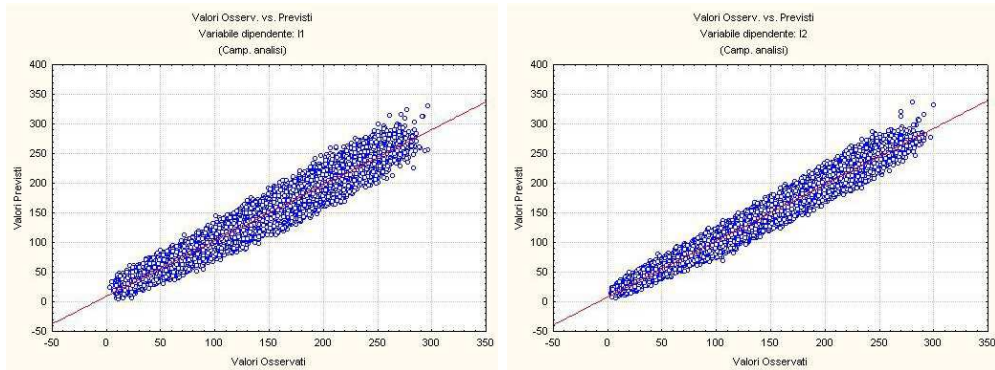 Valori Osserv. vs. Previsti
Variabile dipendente: I1
(Camp. analisi)
400
350
300
250
200
150
100
50
0
-50
-50 0 50 100 150 200 250 300 350
Valori Previsti
Valori Osservati
Valori Osserv. vs. Previsti
Variabile dipendente: I2
(Camp. analisi)
400
350
300
250
200
150
100
50
0
-50
-50 0 50 100 150 200 250 300 350
Valori Previsti
Valori Osservati